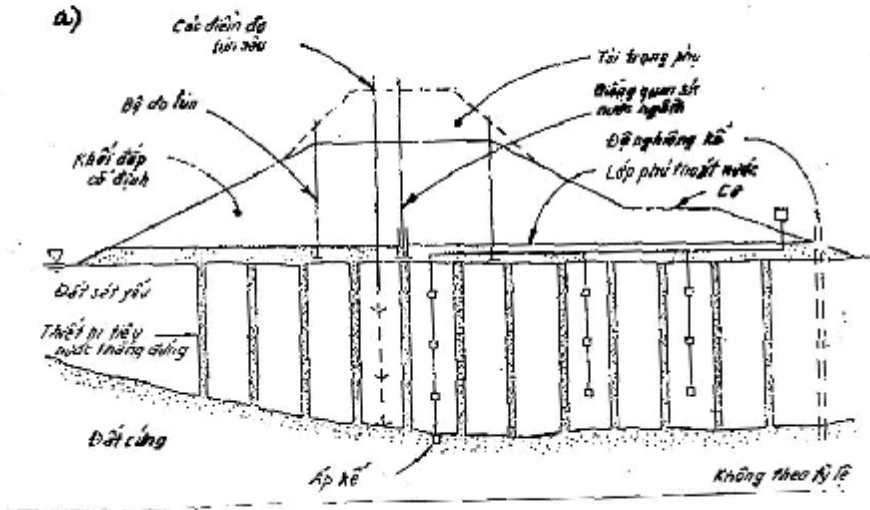 a)
Các điểm đo
lún sâu
Tải trọng phụ
Bộ đo lún
Giếng quan sát
nước ngầm
Độ nghiêng kế
Khối đắp
cố định
Lớp phủ thoát nước
Cơ
Đất sét yếu
Thiết bị tiêu
nước thẳng đứng
Đất cứng
Áp kế
Không theo tỷ lệ